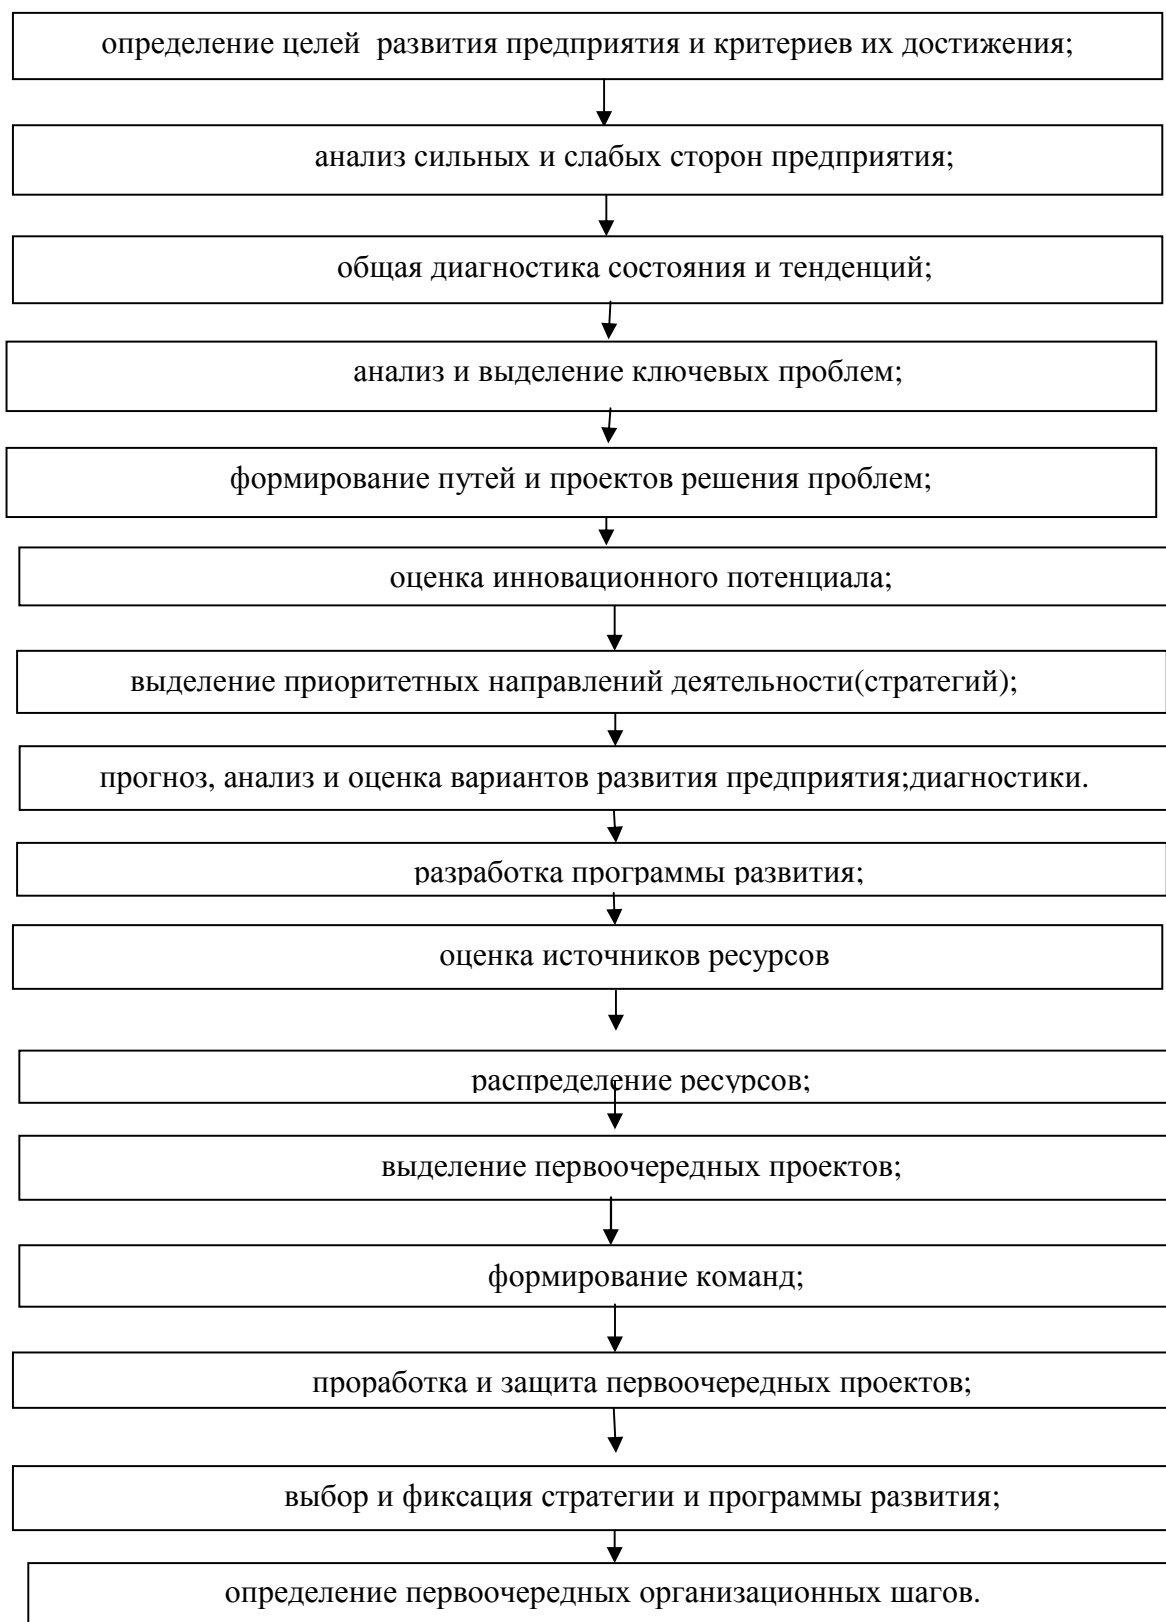 определение целей развития предприятия и критериев их достижения;
анализ сильных и слабых сторон предприятия;
общая диагностика состояния и тенденций;
анализ и выделение ключевых проблем;
формирование путей и проектов решения проблем;
оценка инновационного потенциала;
выделение приоритетных направлений деятельности(стратегий);
прогноз, анализ и оценка вариантов развития предприятия;диагностики.
разработка программы развития;
оценка источников ресурсов
распределение ресурсов;
выделение первоочередных проектов;
формирование команд;
проработка и защита первоочередных проектов;
выбор и фиксация стратегии и программы развития;
определение первоочередных организационных шагов.